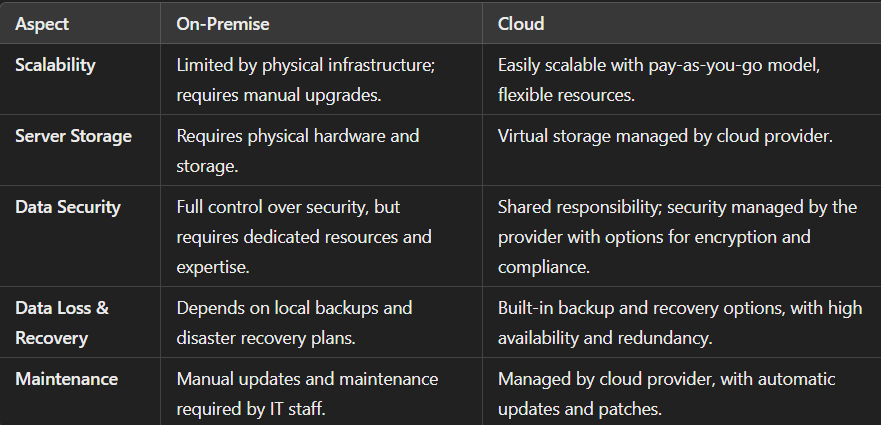 Aspect On-Premise Cloud
Scalability Limited by physical infrastructure; Easily scalable with pay-as-you-go model,
requires manual upgrades. flexible resources.
Server Storage Requires physical hardware and Virtual storage managed by cloud provider.
storage.
Data Security Full control over security, but Shared responsibility; security managed by the
requires dedicated resources and provider with options for encryption and
expertise. compliance.
Data Loss & Depends on local backups and Built-in backup and recovery options, with high
Recovery disaster recovery plans. availability and redundancy.
Maintenance Manual updates and maintenance Managed by cloud provider, with automatic
required by IT staff. updates and patches.